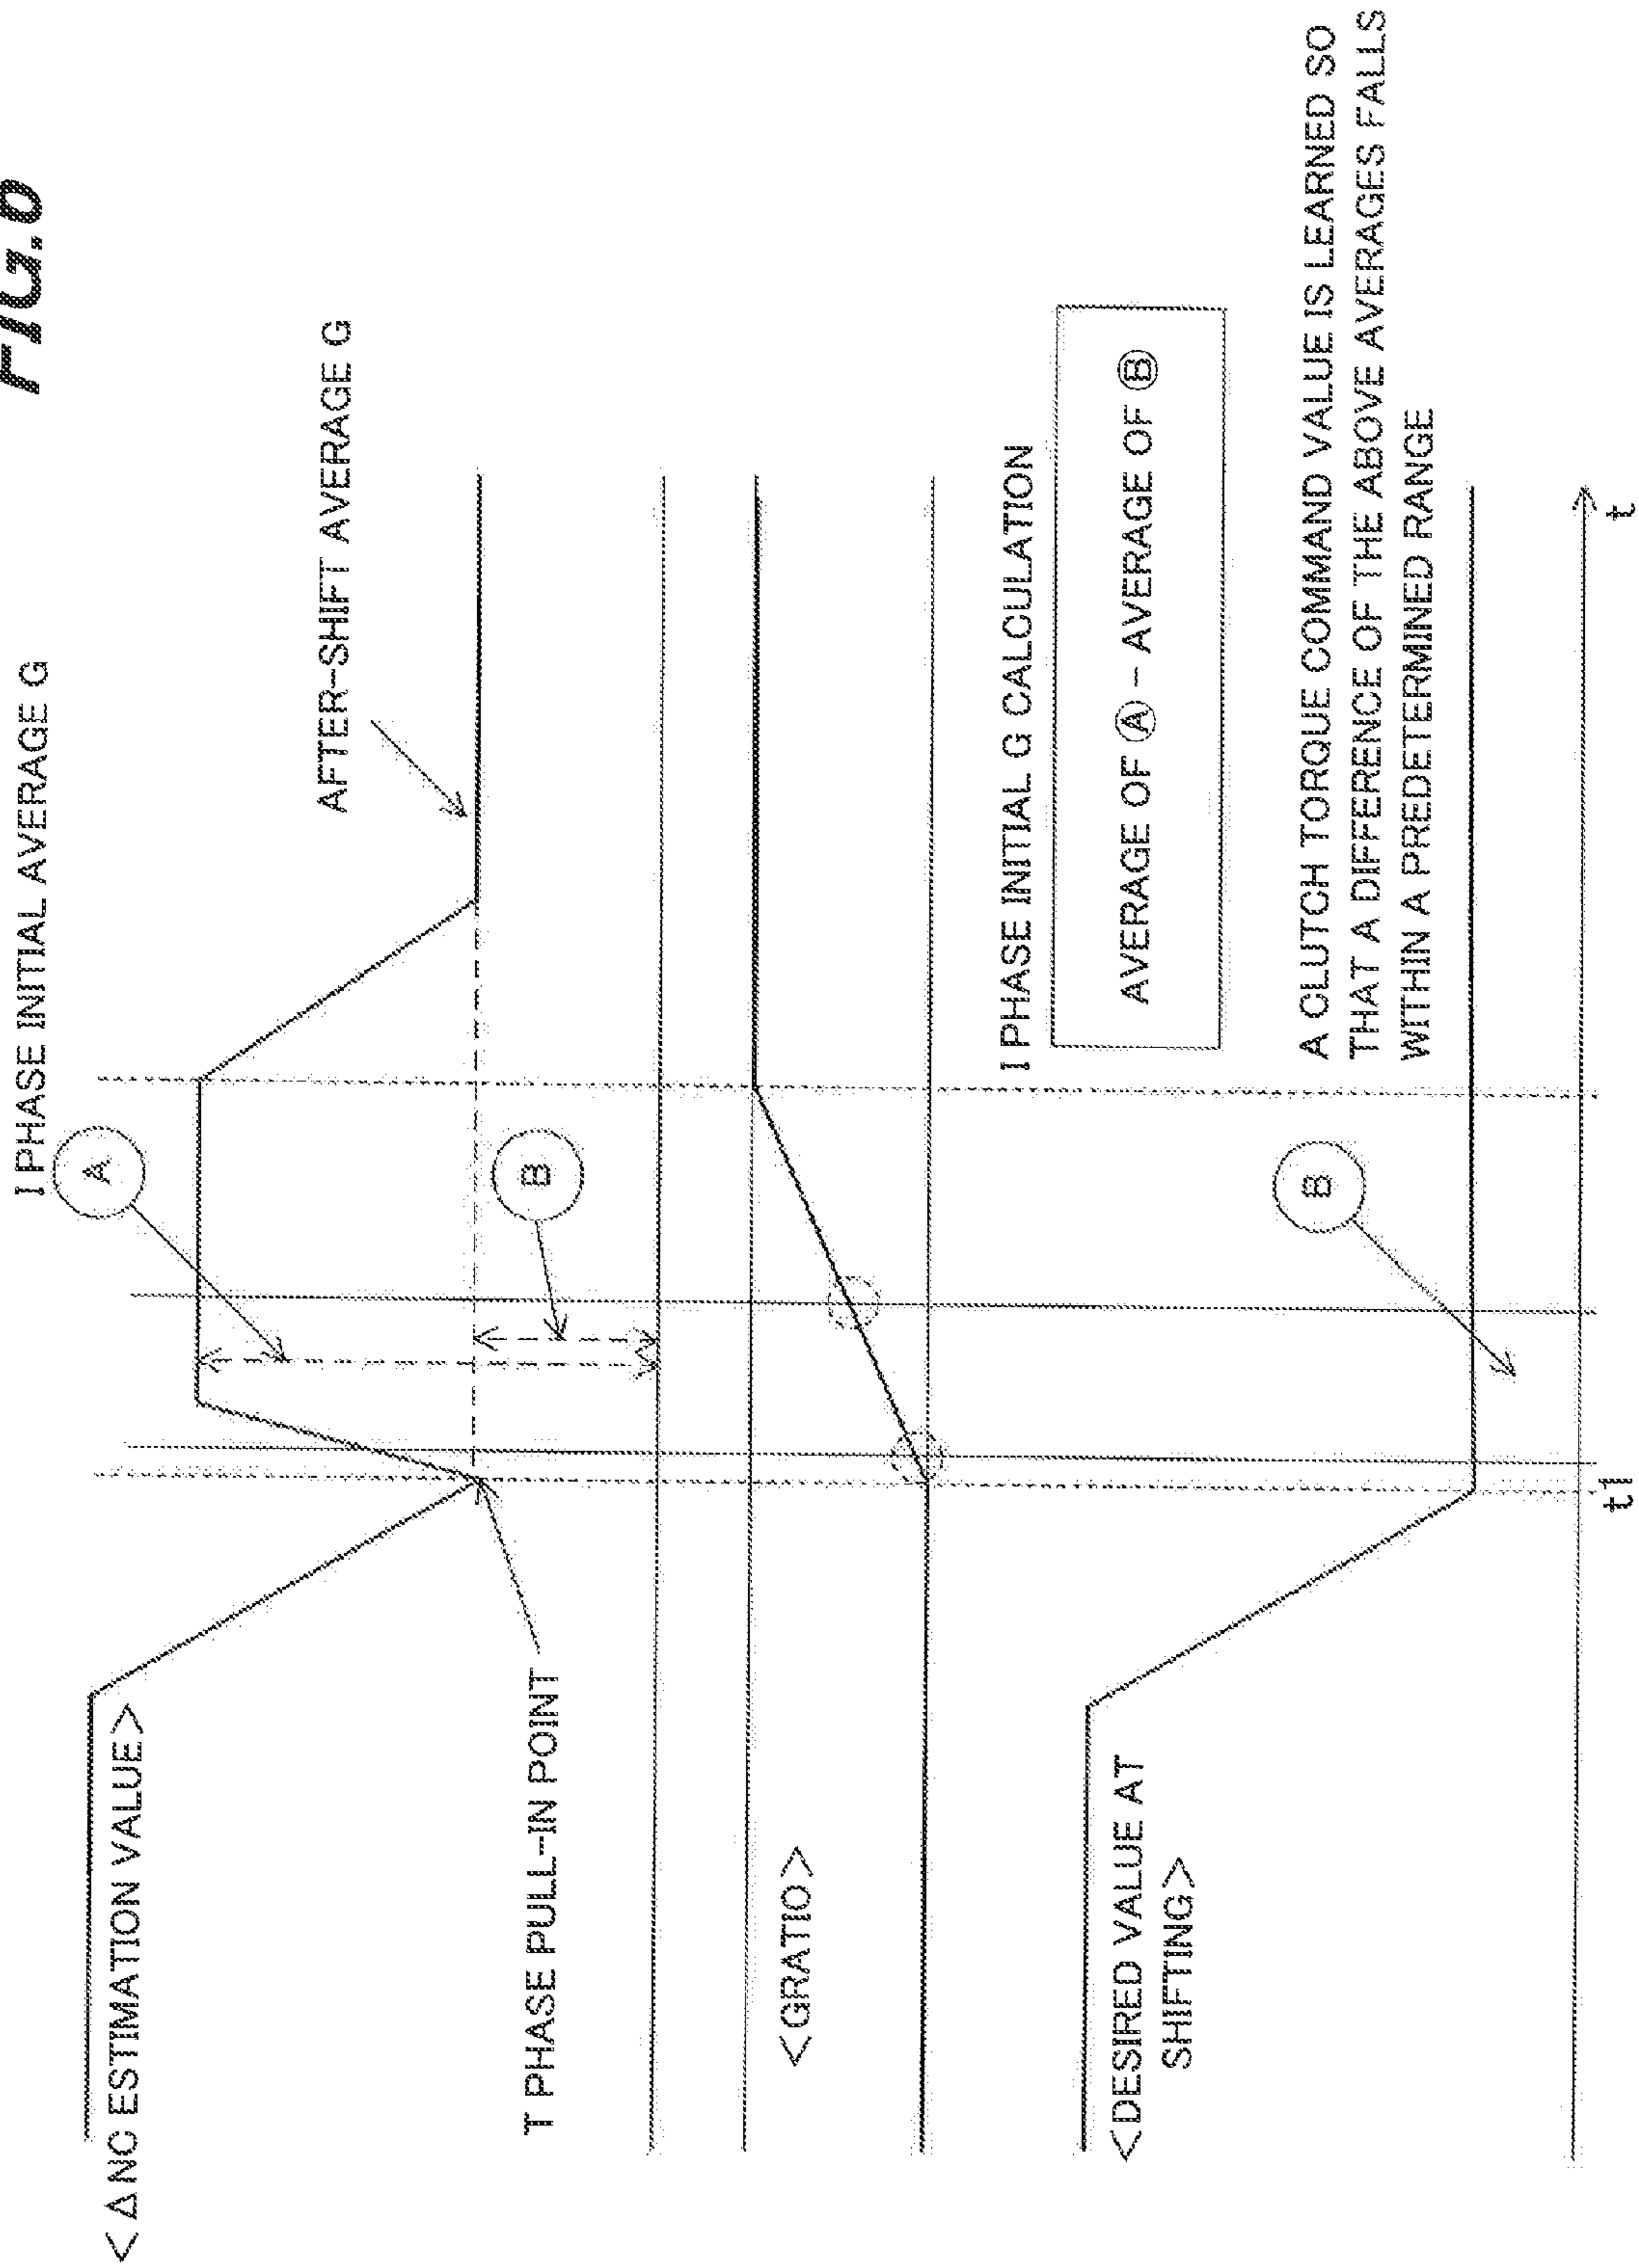 I PHASE INITIAL AVERAGE G
A
<ΔNC ESTIMATION VALUE>
AFTER-SHIFT AVERAGE G
B
T PHASE PULL-IN POINT
<GRATIO>
I PHASE INITIAL G CALCULATION
AVERAGE OF Ⓐ - AVERAGE OF Ⓑ
<DESIRED VALUE AT
SHIFTING>
B
A CLUTCH TORQUE COMMAND VALUE IS LEARNED SO
THAT A DIFFERENCE OF THE ABOVE AVERAGES FALLS
WITHIN A PREDETERMINED RANGE
t1
t